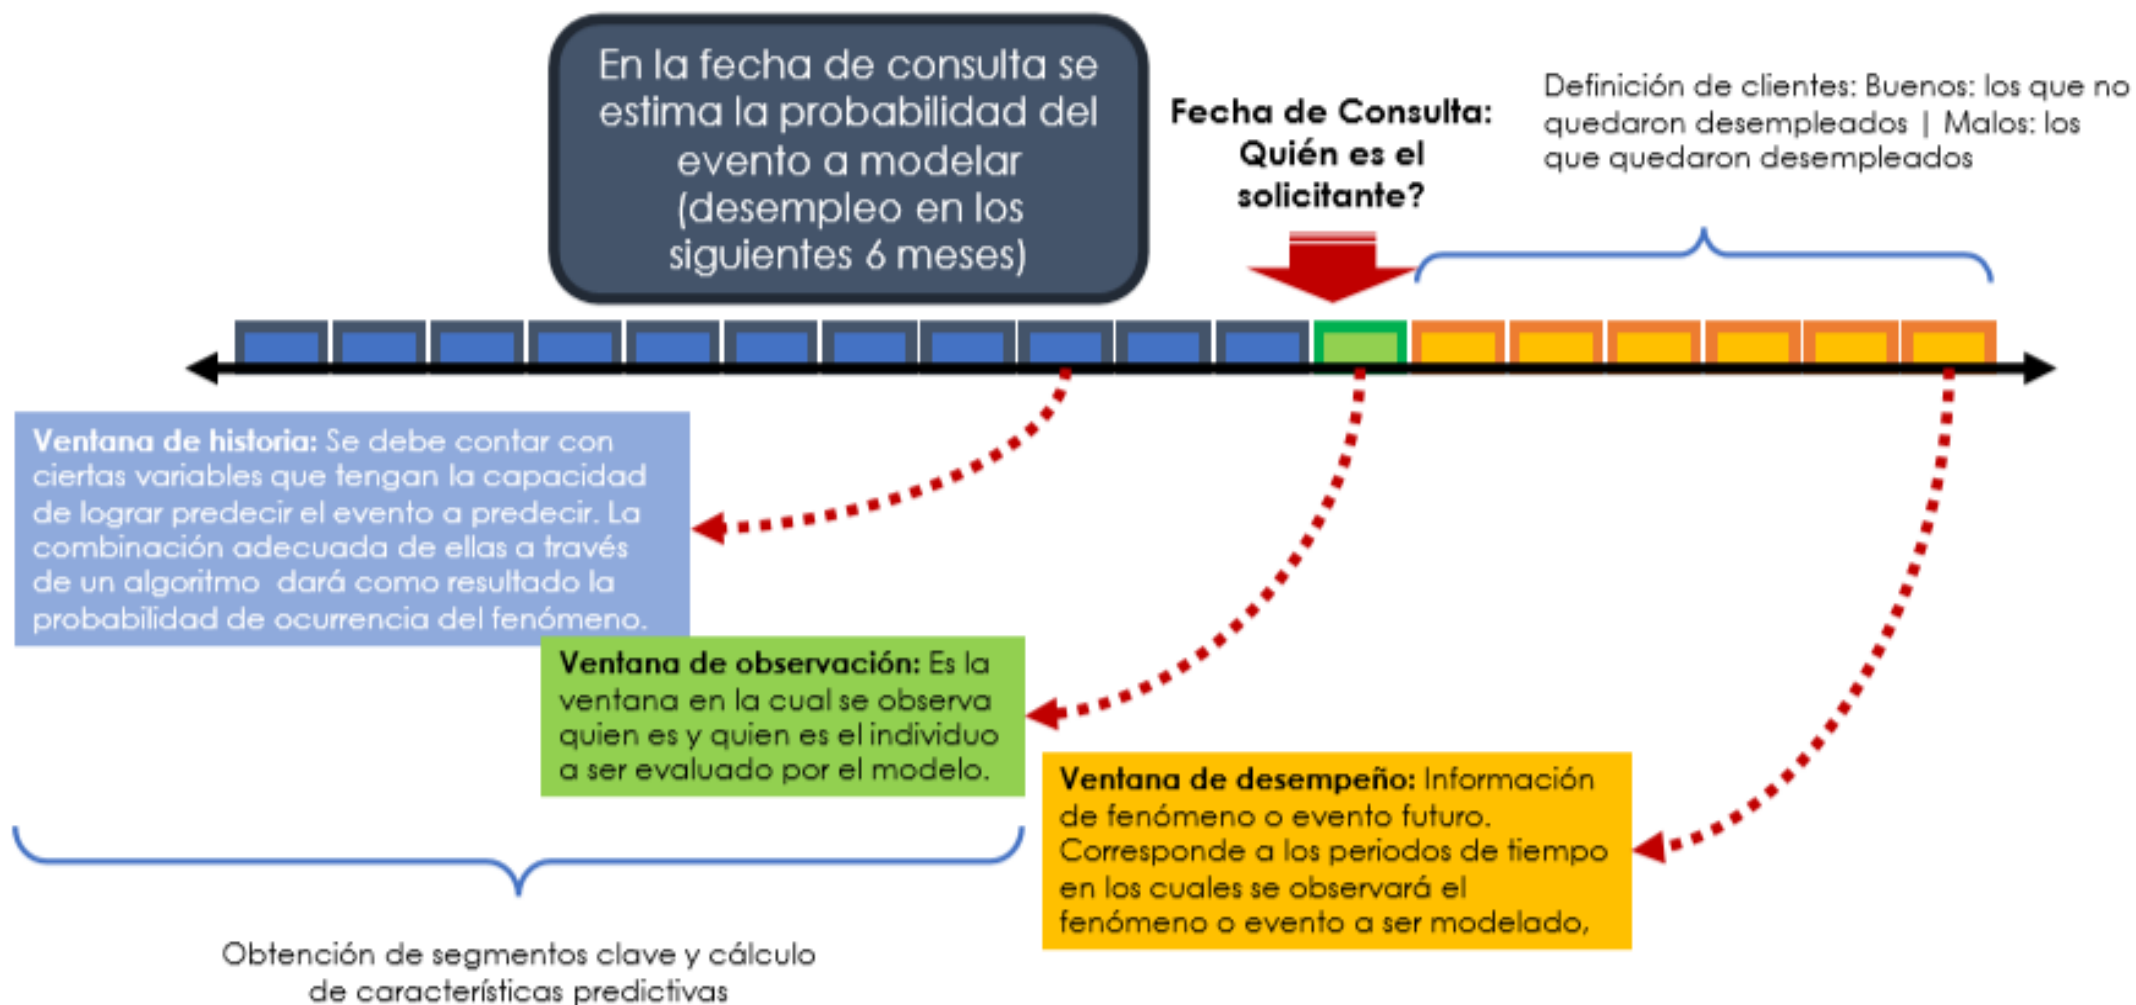 En la fecha de consulta se
estima la probabilidad del
evento a modelar
(desempleo en los
siguientes 6 meses)
Fecha de Consulta:
Quién es el
solicitante?
Definición de clientes: Buenos: los que no
quedaron desempleados | Malos: los
que quedaron desempleados
Ventana de historia: Se debe contar con
ciertas variables que tengan la capacidad
de lograr predecir el evento a predecir. La
combinación adecuada de ellas a través
de un algoritmo dará como resultado la
probabilidad de ocurrencia del fenómeno.
Ventana de observación: Es la
ventana en la cual se observa
quien es y quien es el individuo
a ser evaluado por el modelo.
Ventana de desempeño: Información
de fenómeno o evento futuro.
Corresponde a los periodos de tiempo
en los cuales se observará el
fenómeno o evento a ser modelado,
Obtención de segmentos clave y cálculo
de características predictivas